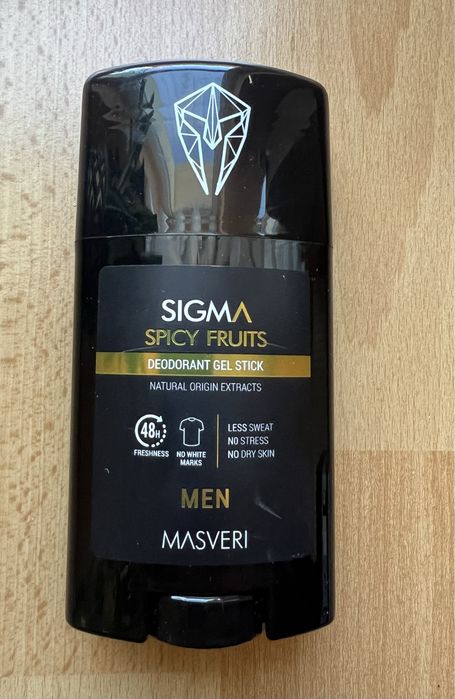 SIGMA
SPICY FRUITS
DEODORANT GEL STICK
NATURAL ORIGIN EXTRACTS
48H
FRESHNESS
NO WHITE
MARKS
LESS SWEAT
NO STRESS
NO DRY SKIN
MEN
MASVERI